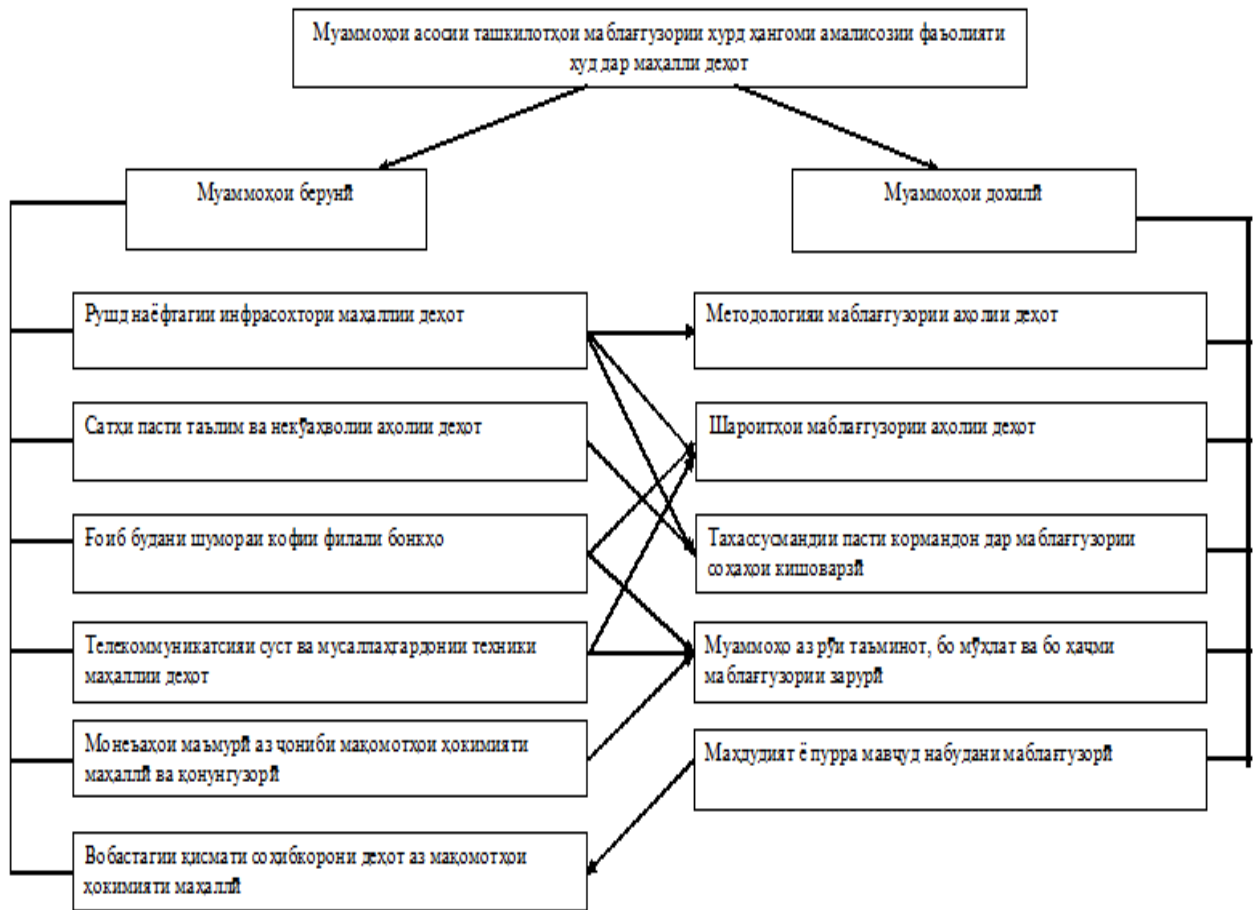 Муаммоҳои асосии ташкилотҳои маблағгузории хурд ҳангоми амалисозии фаъолияти
худ дар маҳалли деҳот
Муаммоҳои берунӣ
Муаммоҳои дохилӣ
Рушд наёфтагии инфрасохтори маҳаллии деҳот
Методологияи маблағгузории аҳолии деҳот
Сатҳи пасти таълим ва некӯаҳволии аҳолии деҳот
Шароитҳои маблағгузории аҳолии деҳот
Ғоиб будани шумораи кофии филали бонкҳо
Тахассусмандии пасти кормандон дар маблағгузории
соҳаҳои кишоварзӣ
Телекоммуникатсияи суст ва мусаллаҳгардонии техники
маҳаллии деҳот
Муаммоҳо аз рӯи таъминот, бо мӯҳлат ва бо ҳаҷми
маблағгузории зарурӣ
Монеъаҳои маъмурӣ аз ҷониби мақомотҳои ҳокимияти
маҳаллӣ ва қонунгузорӣ
Маҳдудият ё пурра мавҷуд набудани маблағгузорӣ
Вобастагии қисмати соҳибкорони деҳот аз мақомотҳои
ҳокимияти маҳаллӣ